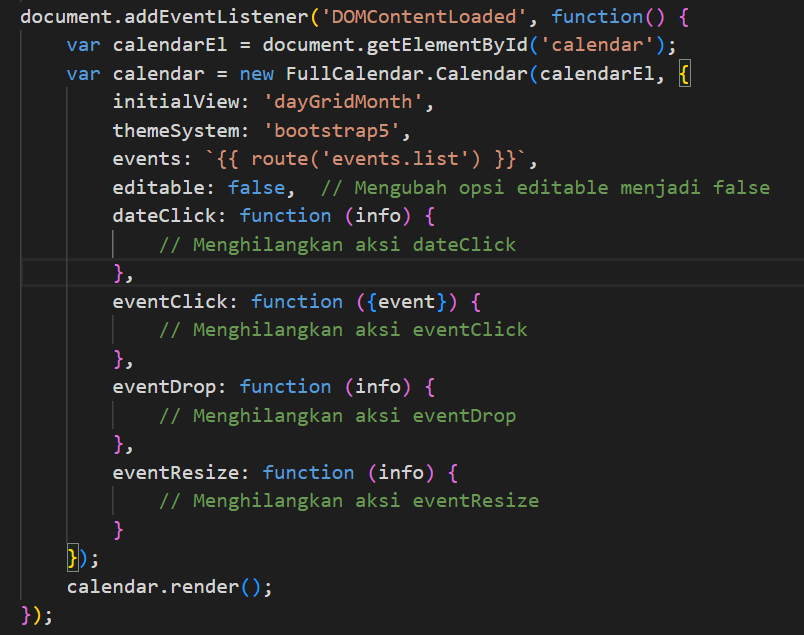 document.addEventListener('DOMContentLoaded', function() {
    var calendarEl = document.getElementById('calendar');
    var calendar = new FullCalendar.Calendar(calendarEl, {
        initialView: 'dayGridMonth',
        themeSystem: 'bootstrap5',
        events: `{{ route('events.list') }}`,
        editable: false,  // Mengubah opsi editable menjadi false
        dateClick: function (info) {
            // Menghilangkan aksi dateClick
        },
        eventClick: function ({event}) {
            // Menghilangkan aksi eventClick
        },
        eventDrop: function (info) {
            // Menghilangkan aksi eventDrop
        },
        eventResize: function (info) {
            // Menghilangkan aksi eventResize
        }
    });
    calendar.render();
});